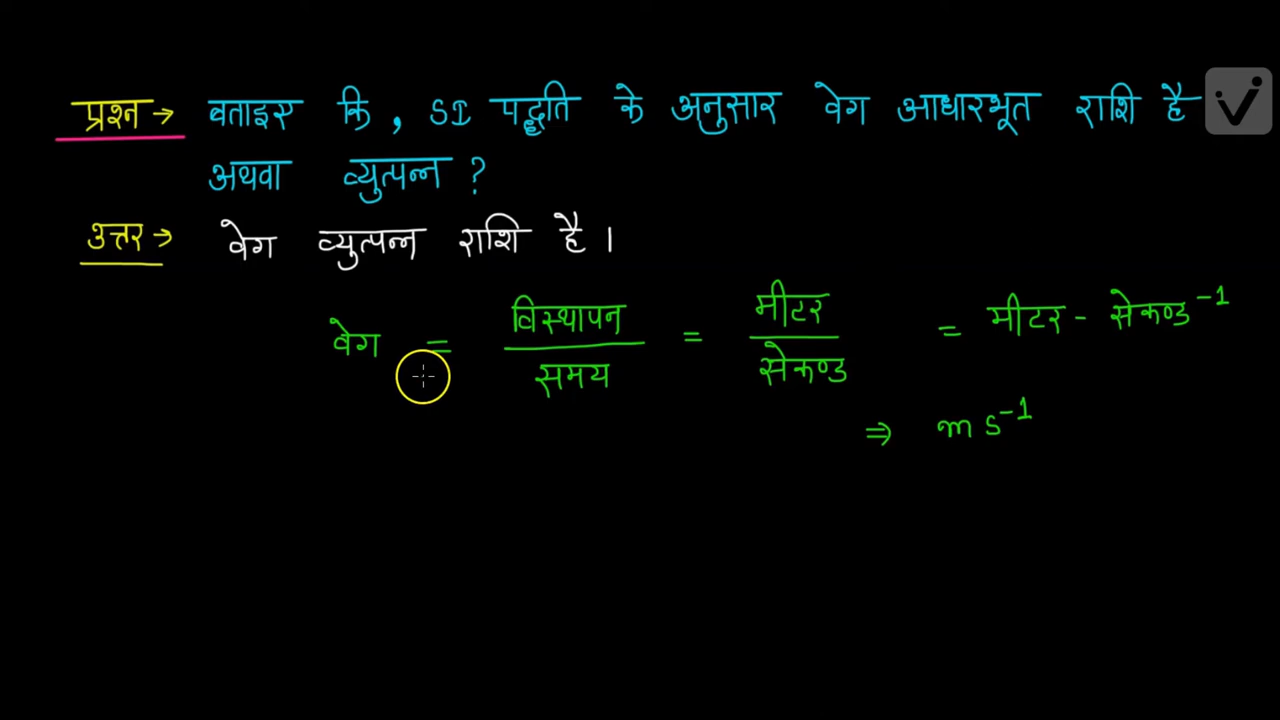 प्रश्न → बताइए कि, SI पद्धति के अनुसार वेग आधारभूत राशि है
अथवा व्युत्पन्न ?
उत्तर → वेग व्युत्पन्न राशि है ।
वेग = विस्थापन / समय = मीटर / सेकण्ड = मीटर - सेकण्ड⁻¹
⇒ m s⁻¹